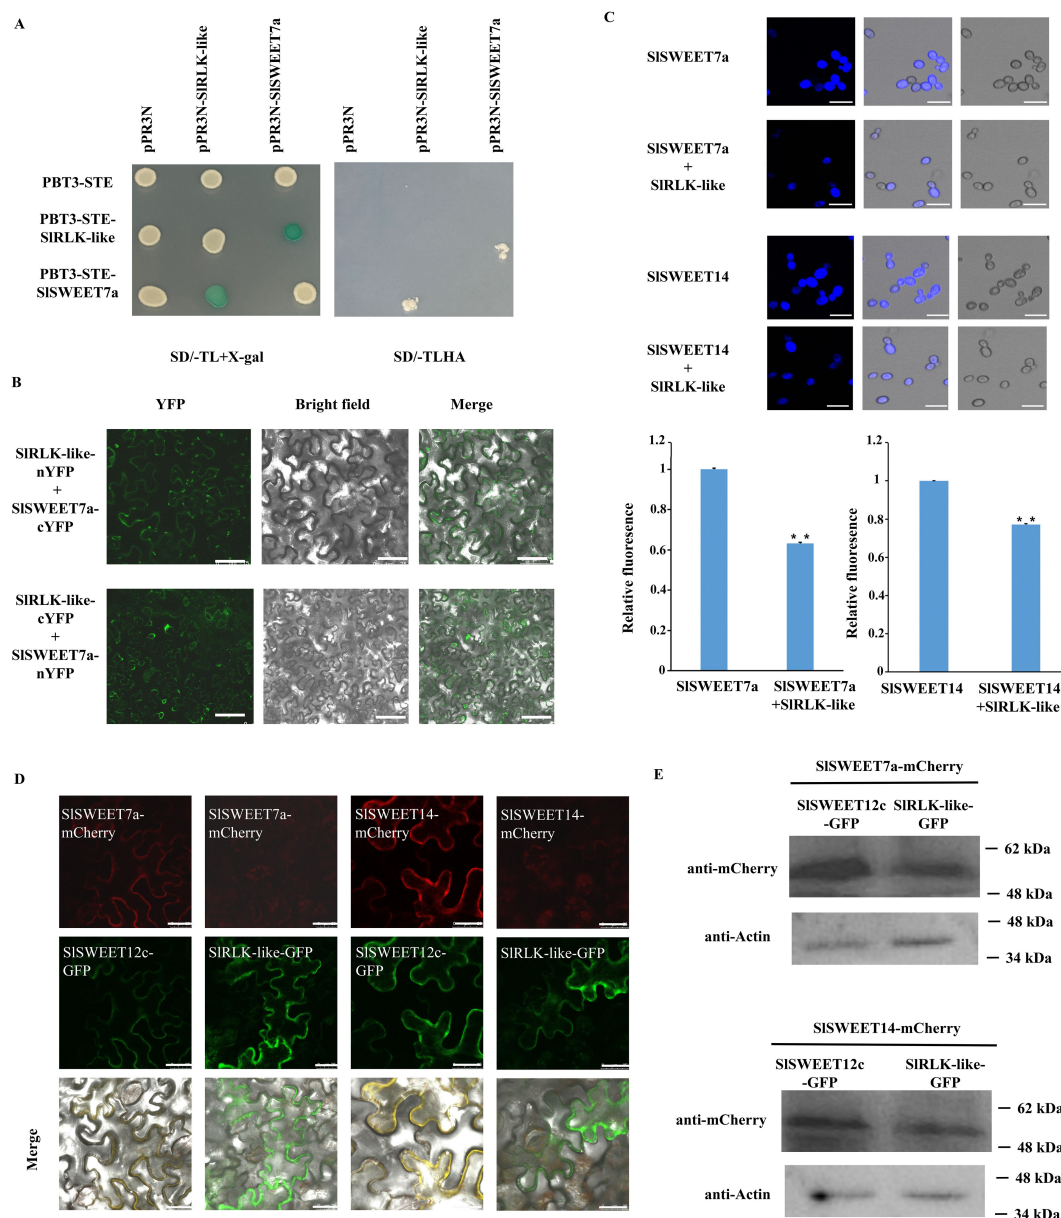 A
pPR3N
pPR3N-SlRLK-like
pPR3N-SlSWEET7a
pPR3N
pPR3N-SlRLK-like
pPR3N-SlSWEET7a
PBT3-STE
PBT3-STE-
SlRLK-like
PBT3-STE-
SlSWEET7a
SD/-TL+X-gal
SD/-TLHA
B
YFP
Bright field
Merge
SlRLK-like-
nYFP
+
SlSWEET7a-
cYFP
SlRLK-like-
cYFP
+
SlSWEET7a-
nYFP
C
SlSWEET7a
SlSWEET7a
+
SlRLK-like
SlSWEET14
SlSWEET14
+
SlRLK-like
Relative fluoresence
1.2
1
0.8
0.6
0.4
0.2
0
* *
SlSWEET7a
SlSWEET7a
+SlRLK-like
Relative fluoresence
1.2
1
0.8
0.6
0.4
0.2
0
* *
SlSWEET14
SlSWEET14
+SlRLK-like
D
SlSWEET7a-
mCherry
SlSWEET7a-
mCherry
SlSWEET14-
mCherry
SlSWEET14-
mCherry
SlSWEET12c-
GFP
SlRLK-like-GFP
SlSWEET12c-
GFP
SlRLK-like-GFP
Merge
E
SlSWEET7a-mCherry
SlSWEET12c
-GFP
SlRLK-like-
GFP
anti-mCherry
62 kDa
48 kDa
anti-Actin
48 kDa
34 kDa
SlSWEET14-mCherry
SlSWEET12c
-GFP
SlRLK-like-
GFP
anti-mCherry
62 kDa
48 kDa
anti-Actin
48 kDa
34 kDa